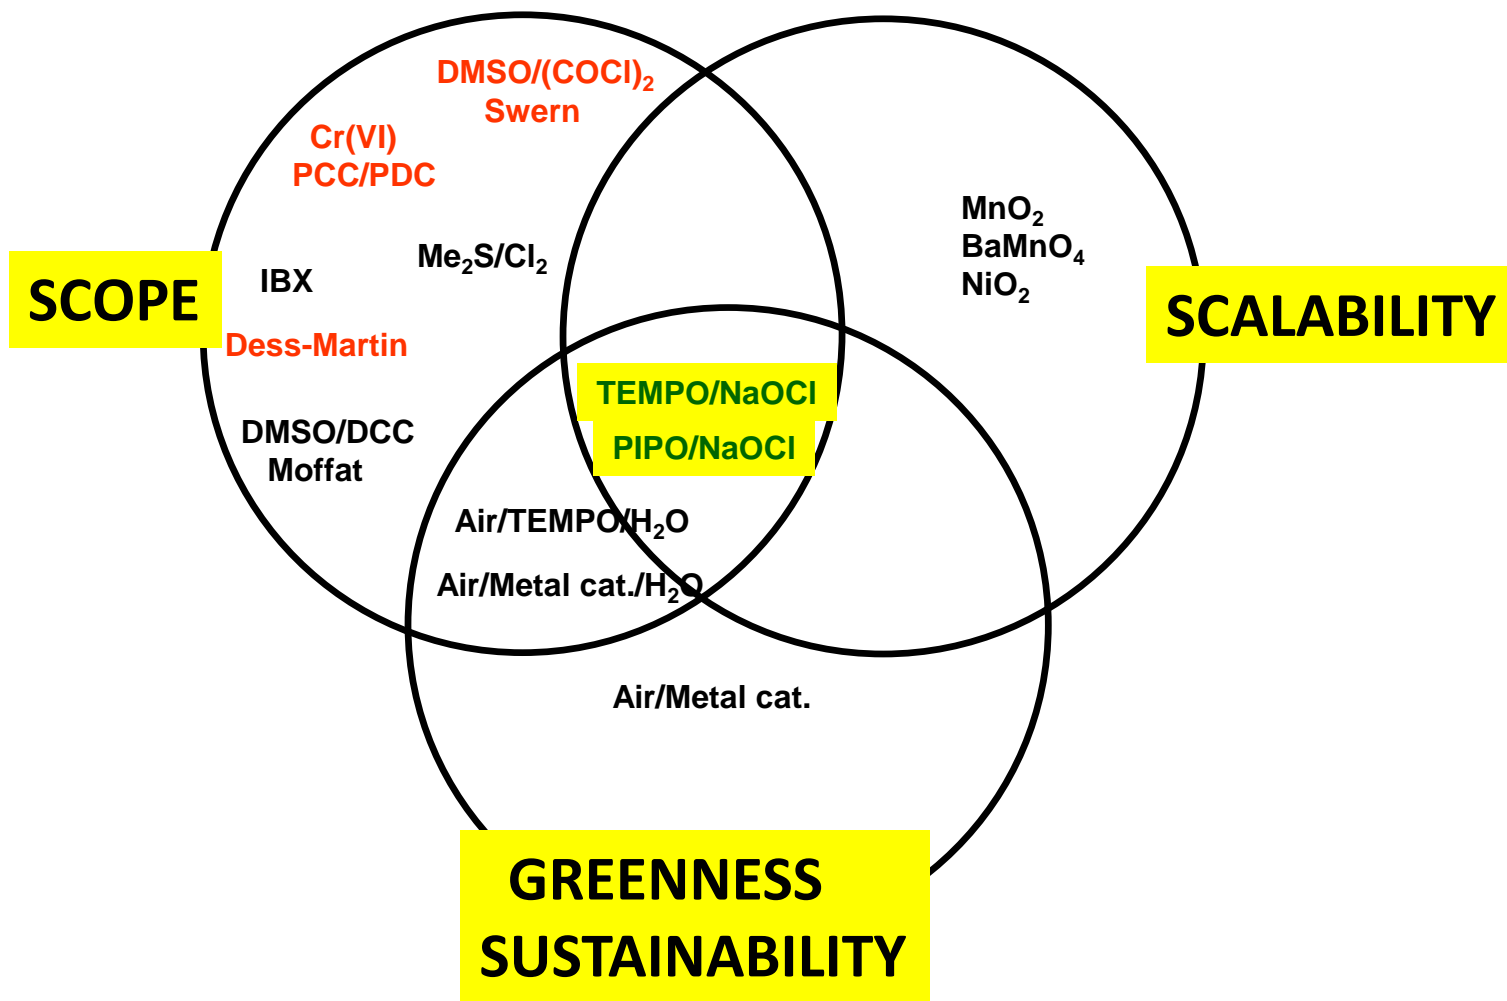 DMSO/(COCl)₂
Swern
Cr(VI)
PCC/PDC
Me₂S/Cl₂
IBX
SCOPE
Dess-Martin
DMSO/DCC
Moffat
MnO₂
BaMnO₄
NiO₂
SCALABILITY
TEMPO/NaOCl
PIPO/NaOCl
Air/TEMPO/H₂O
Air/Metal cat./H₂O
Air/Metal cat.
GREENNESS
SUSTAINABILITY